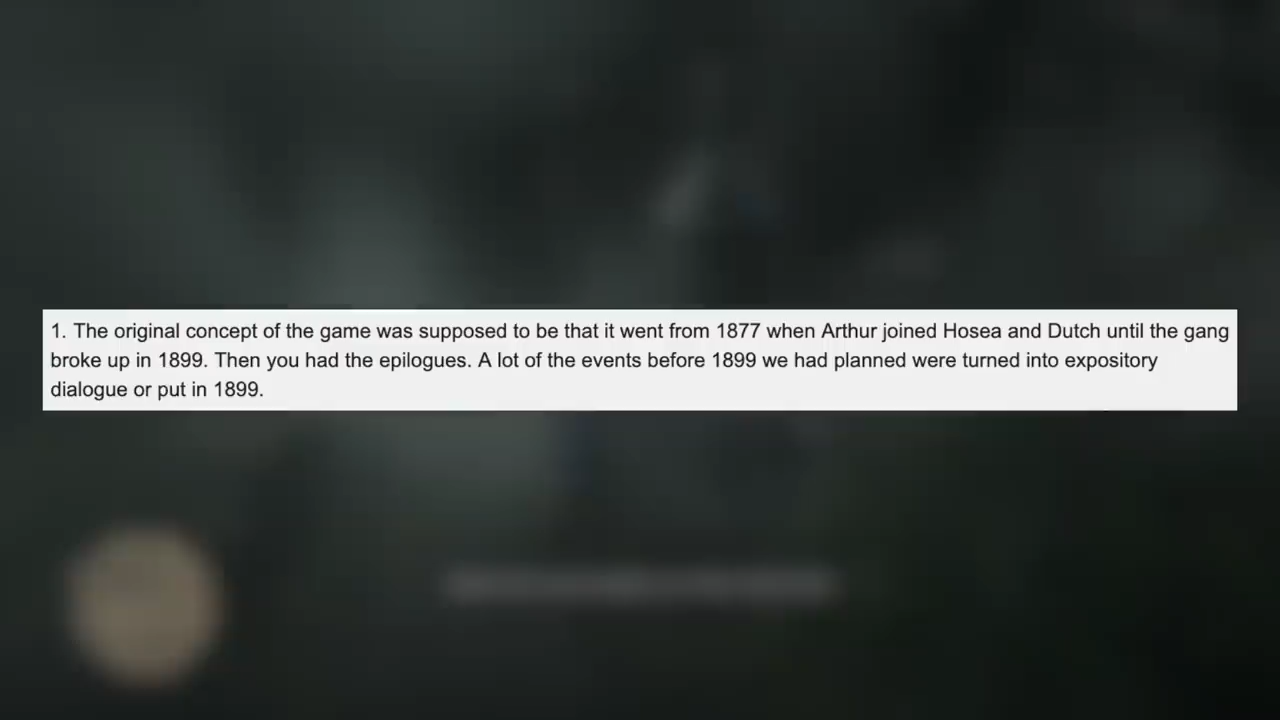 1. The original concept of the game was supposed to be that it went from 1877 when Arthur joined Hosea and Dutch until the gang
broke up in 1899. Then you had the epilogues. A lot of the events before 1899 we had planned were turned into expository
dialogue or put in 1899.